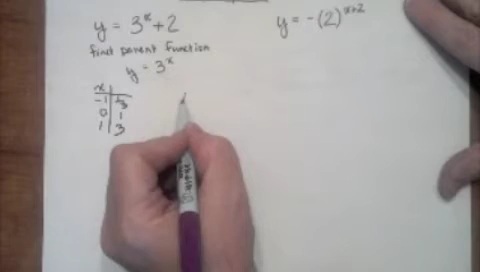 y = 3^x + 2
find parent function
y = 3^x
x
-1 | 1/3
0 | 1
1 | 3
y = -(2)^x+2